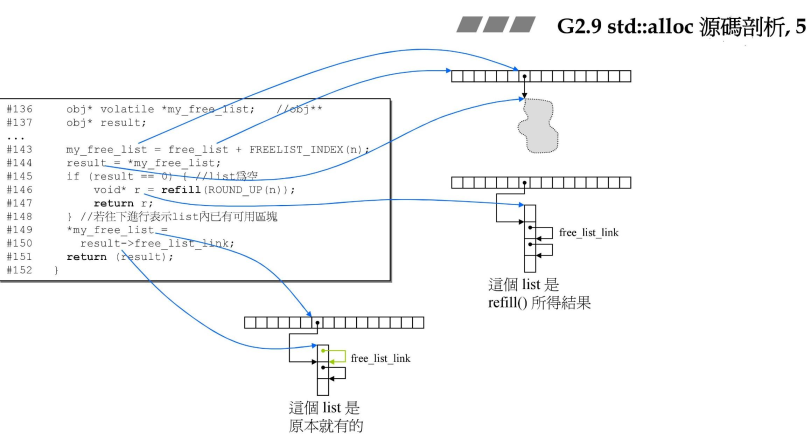 G2.9 std::alloc 源碼剖析, 5
#136 obj* volatile *my_free_list; //obj**
#137 obj* result;
...
#143 my_free_list = free_list + FREELIST_INDEX(n);
#144 result = *my_free_list;
#145 if (result == 0) { //list為空
#146 void* r = refill(ROUND_UP(n));
#147 return r;
#148 } //若往下進行表示list內已有可用區塊
#149 *my_free_list =
#150 result->free_list_link;
#151 return (result);
#152 }
free_list_link
這個 list 是
refill() 所得結果
free_list_link
這個 list 是
原本就有的